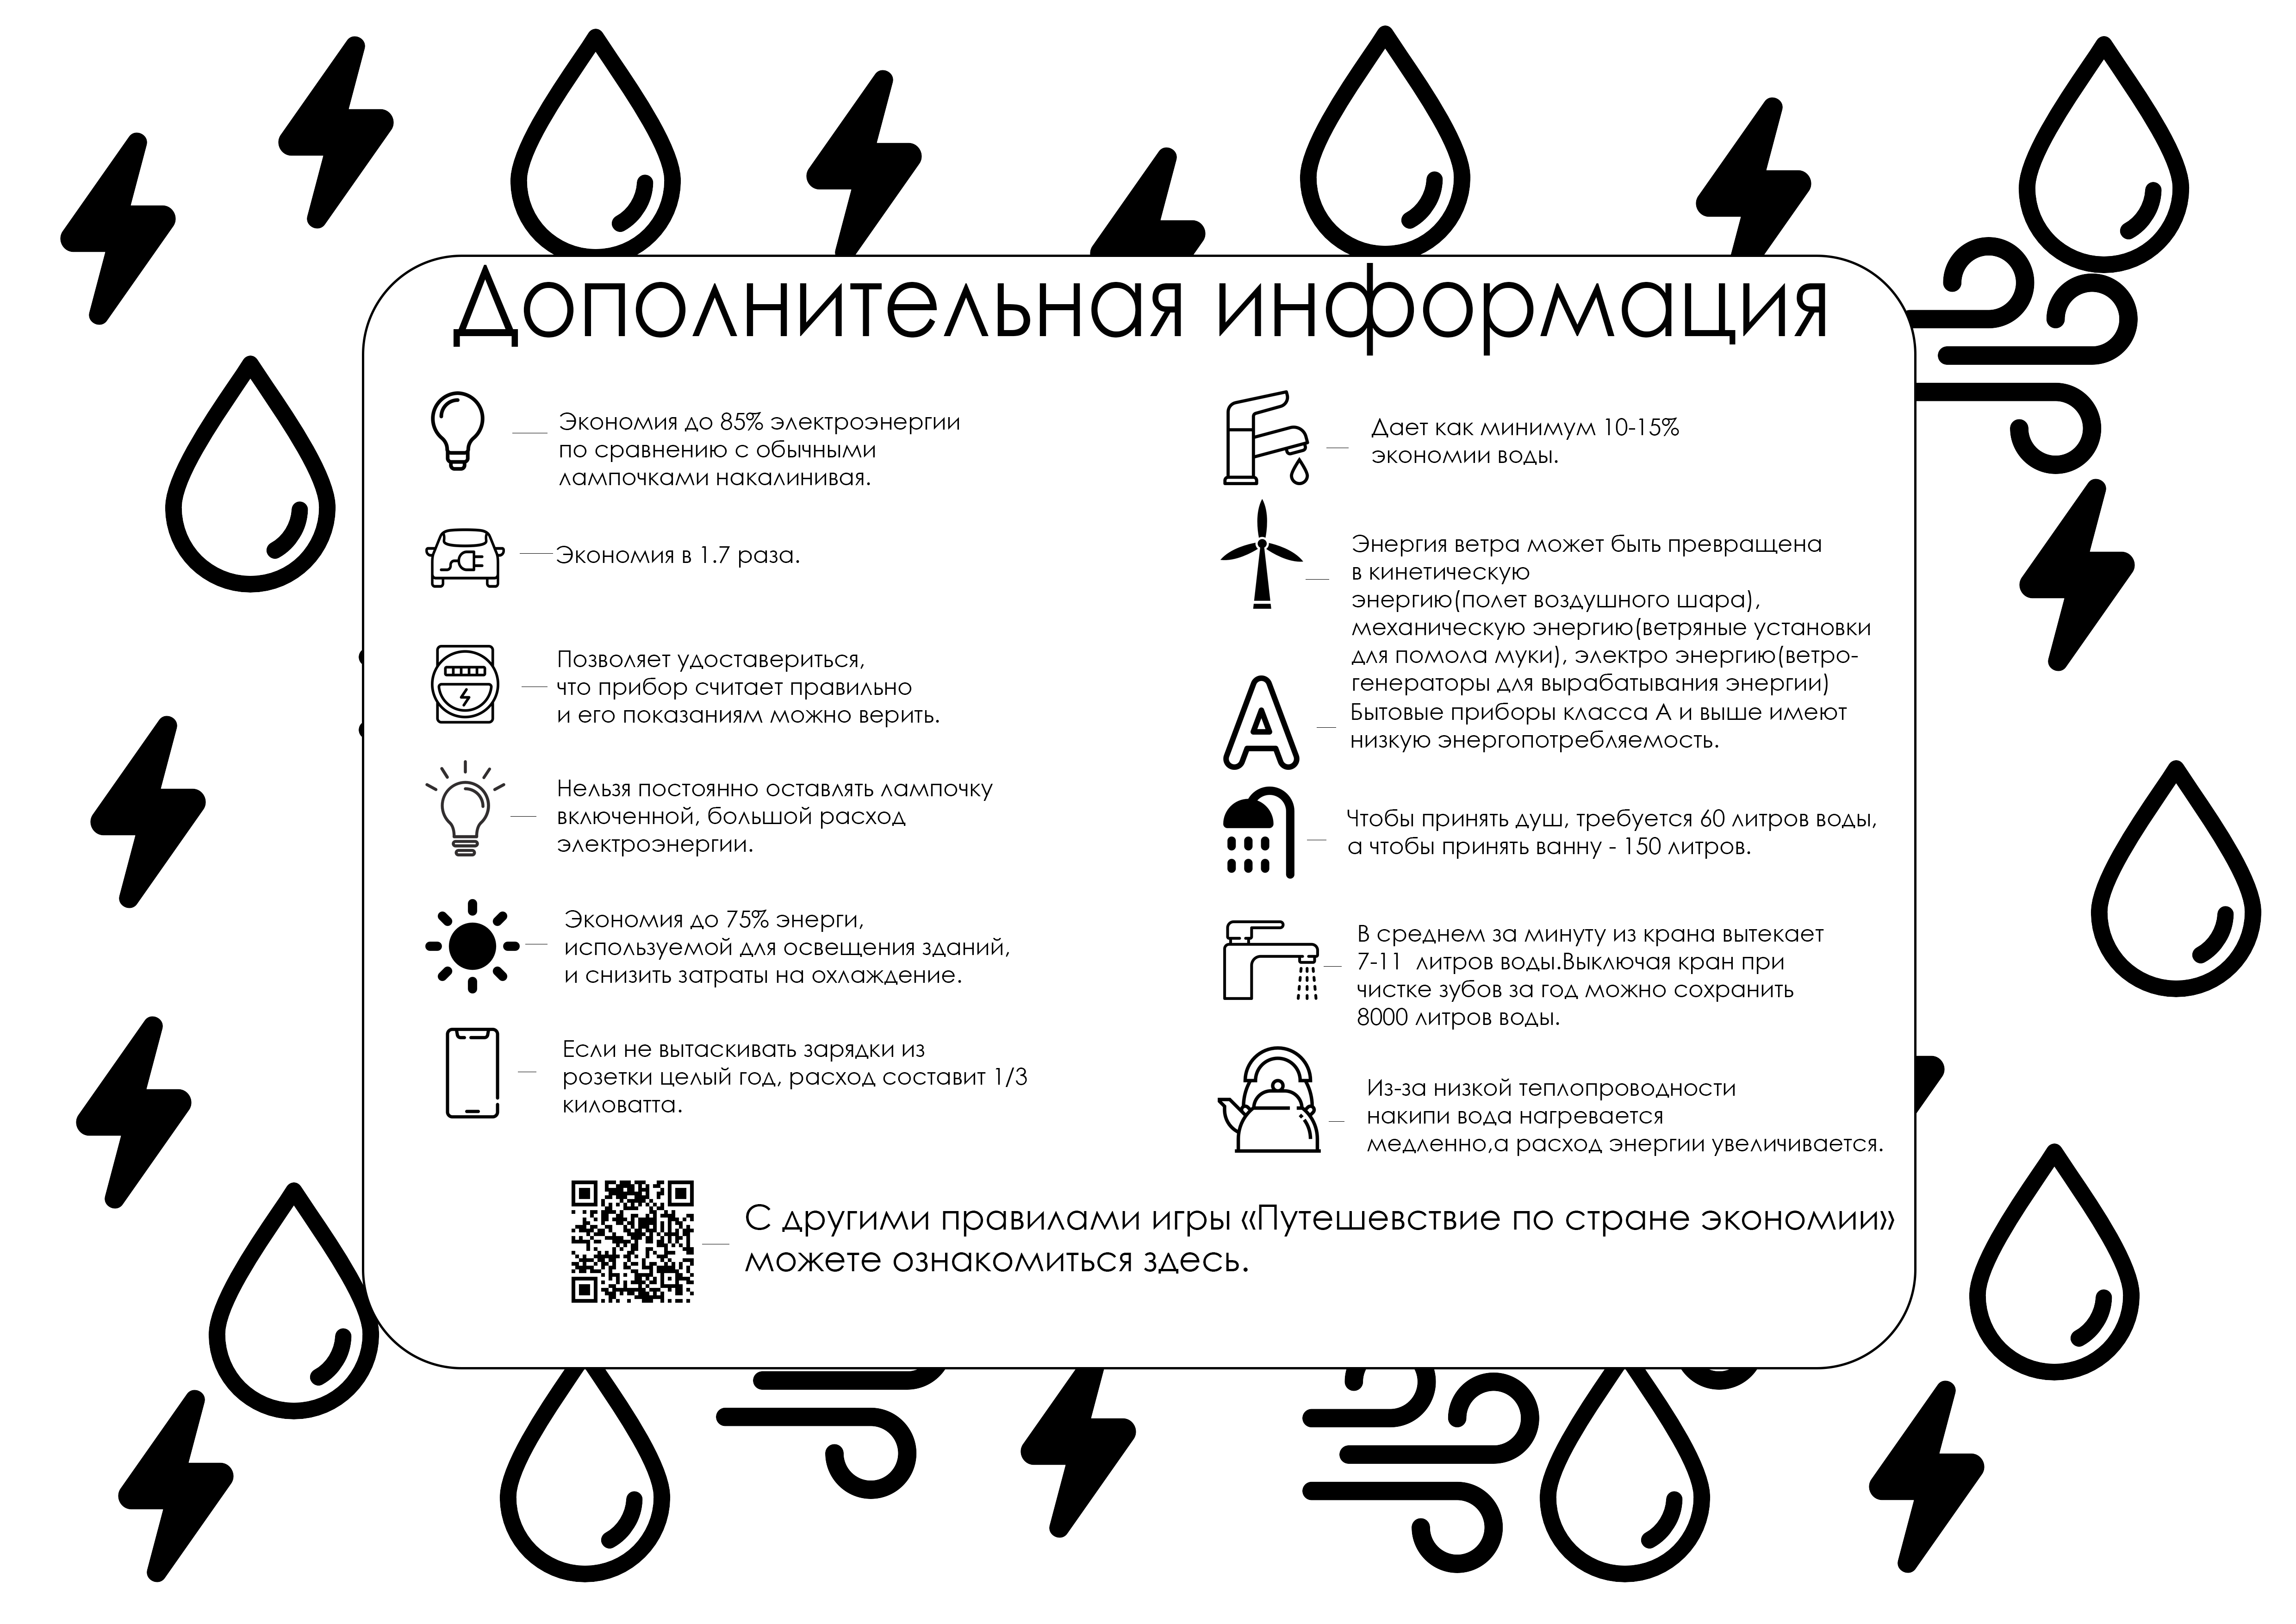 Дополнительная информация
Экономия до 85% электроэнергии
по сравнению с обычными
лампочками накалинивая.
Экономия в 1.7 раза.
Позволяет удоставериться,
что прибор считает правильно
и его показаниям можно верить.
Нельзя постоянно оставлять лампочку
включенной, большой расход
электроэнергии.
Экономия до 75% энерги,
используемой для освещения зданий,
и снизить затраты на охлаждение.
Если не вытаскивать зарядки из
розетки целый год, расход составит 1/3
киловатта.
Дает как минимум 10-15%
экономии воды.
Энергия ветра может быть превращена
в кинетическую
энергию(полет воздушного шара),
механическую энергию(ветряные установки
для помола муки), электро энергию(ветро-
генераторы для вырабатывания энергии)
A
Бытовые приборы класса А и выше имеют
низкую энергопотребляемость.
Чтобы принять душ, требуется 60 литров воды,
а чтобы принять ванну - 150 литров.
В среднем за минуту из крана вытекает
7-11 литров воды.Выключая кран при
чистке зубов за год можно сохранить
8000 литров воды.
Из-за низкой теплопроводности
накипи вода нагревается
медленно,а расход энергии увеличивается.
С другими правилами игры «Путешевствие по стране экономии»
можете ознакомиться здесь.